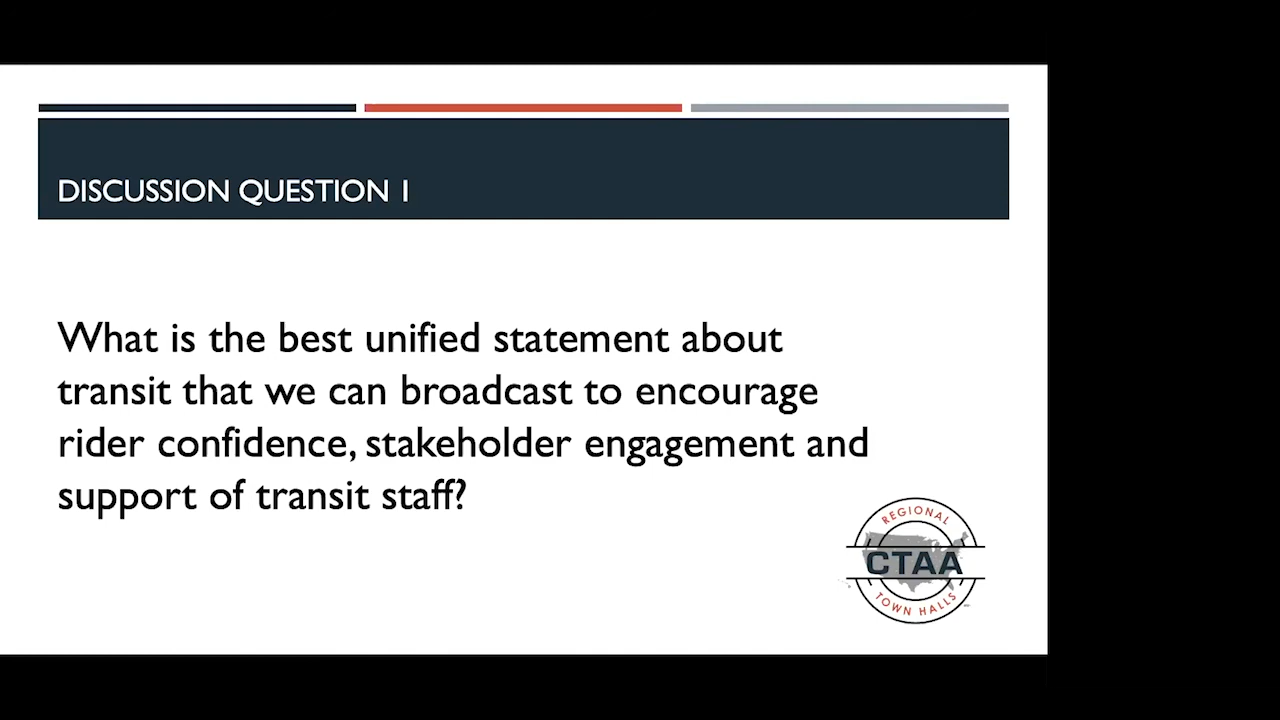 DISCUSSION QUESTION 1
What is the best unified statement about
transit that we can broadcast to encourage
rider confidence, stakeholder engagement and
support of transit staff?
REGIONAL
CTAA
TOWN HALLS